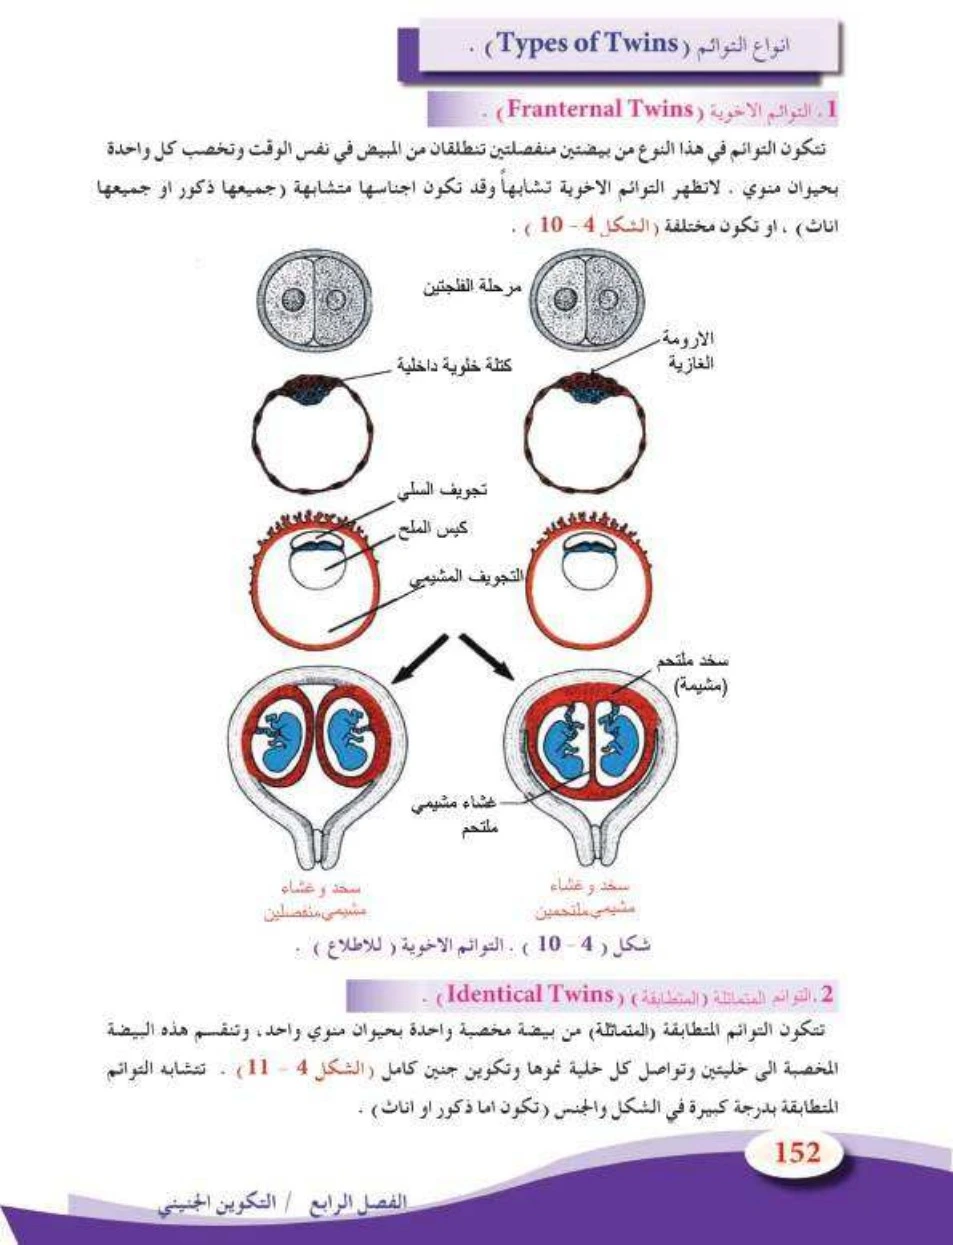 انواع التوائم (Types of Twins) .
1 . التوائم الاخوية (Franternal Twins) .
تتكون التوائم في هذا النوع من بيضتين منفصلتين تنطلقان من المبيض في نفس الوقت وتخصب كل واحدة
بحيوان منوي . لاتظهر التوائم الاخوية تشابهاً وقد تكون اجناسها متشابهة (جميعها ذكور او جميعها
اناث) ، او تكون مختلفة (الشكل 4 - 10) .
مرحلة الفلجتين
الارومة
الغازية
كتلة خلوية داخلية
تجويف السلي
كيس الملح
التجويف المشيمي
سخد ملتحم
(مشيمة)
غشاء مشيمي
ملتحم
سخد و غشاء
مشيمي ملتحمين
سخد و غشاء
مشيمي منفصلين
شكل (4 - 10) . التوائم الاخوية (للاطلاع) .
2 . التوائم المتماثلة (المتطابقة) (Identical Twins) .
تتكون التوائم المتطابقة (المتماثلة) من بيضة مخصبة واحدة بحيوان منوي واحد، وتنقسم هذه البيضة
المخصبة الى خليتين وتواصل كل خلية نموها وتكوين جنين كامل (الشكل 4 - 11) . تتشابه التوائم
المتطابقة بدرجة كبيرة في الشكل والجنس (تكون اما ذكور او اناث) .
152
الفصل الرابع / التكوين الجنيني